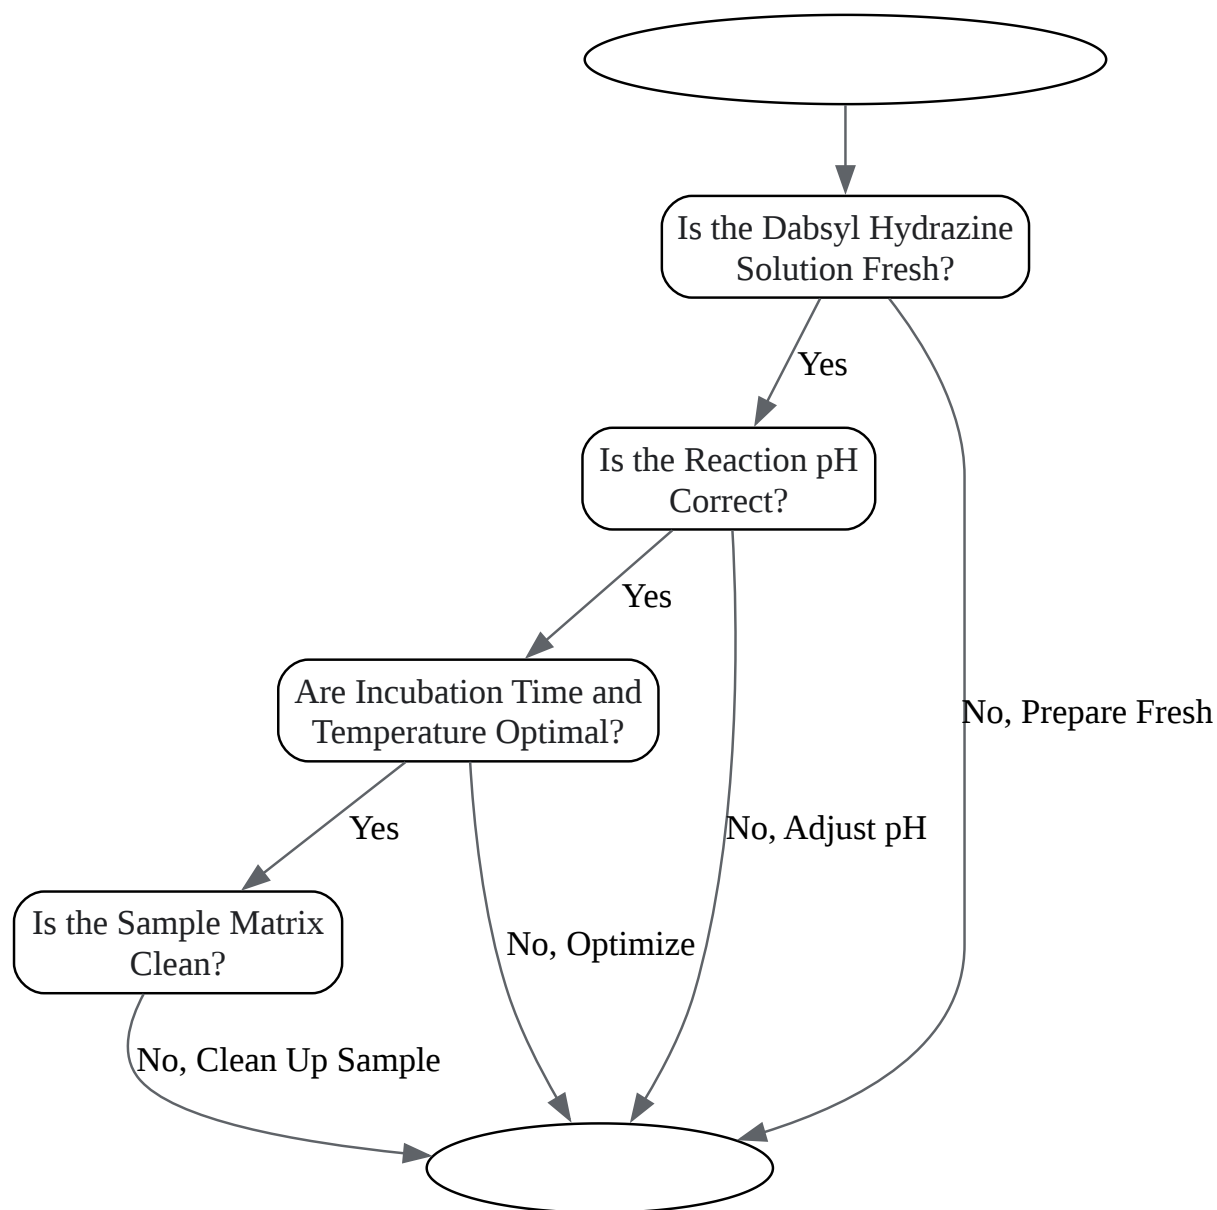 Is the Dabsyl Hydrazine
Solution Fresh?
Yes
Is the Reaction pH
Correct?
Yes
Are Incubation Time and
Temperature Optimal?
No, Prepare Fresh
Yes
No, Adjust pH
Is the Sample Matrix
Clean?
No, Optimize
No, Clean Up Sample